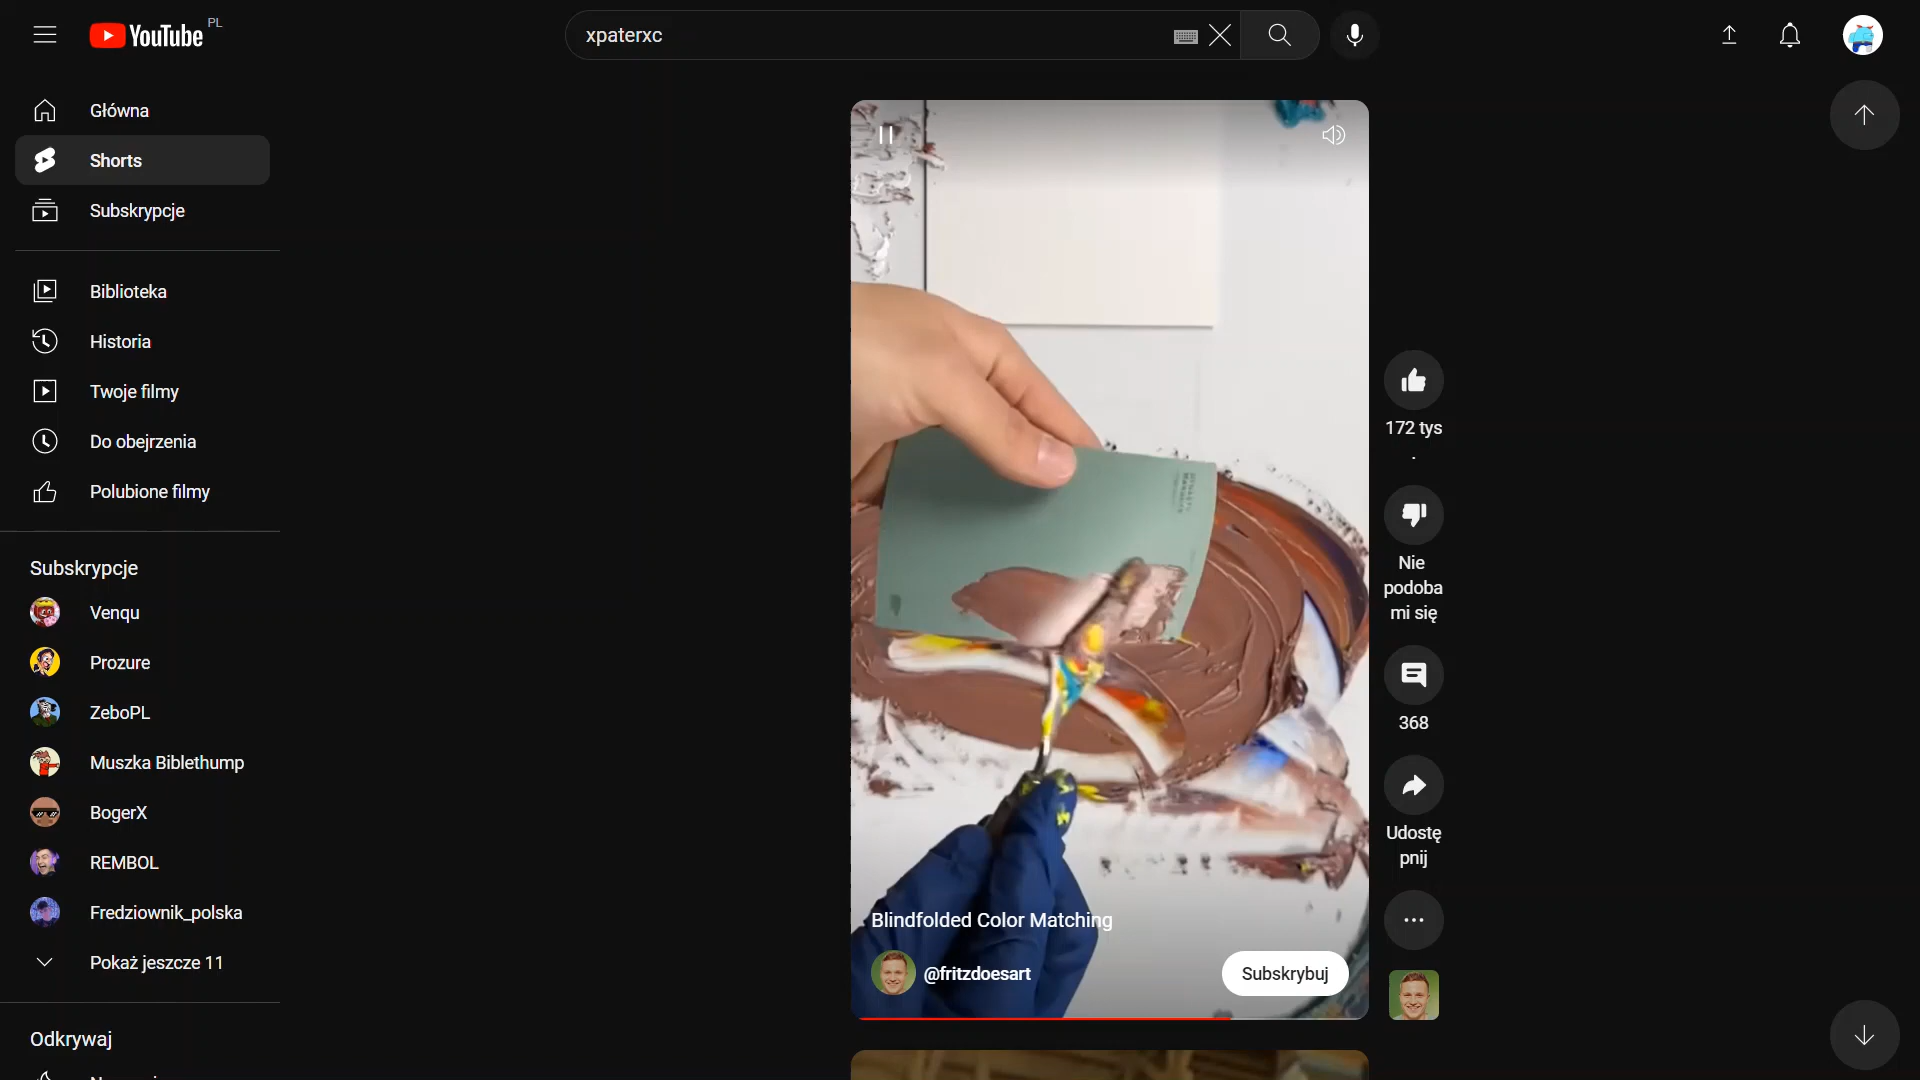 YouTube PL
xpaterxc
Główna
Shorts
Subskrypcje
Biblioteka
Historia
Twoje filmy
Do obejrzenia
Polubione filmy
Subskrypcje
Venqu
Prozure
ZeboPL
Muszka Biblethump
BogerX
REMBOL
Fredziownik_polska
Pokaż jeszcze 11
Odkrywaj
Blindfolded Color Matching
@fritzdoesart
Subskrybuj
172 tys
.
Nie
podoba
mi się
368
Udostę
pnij